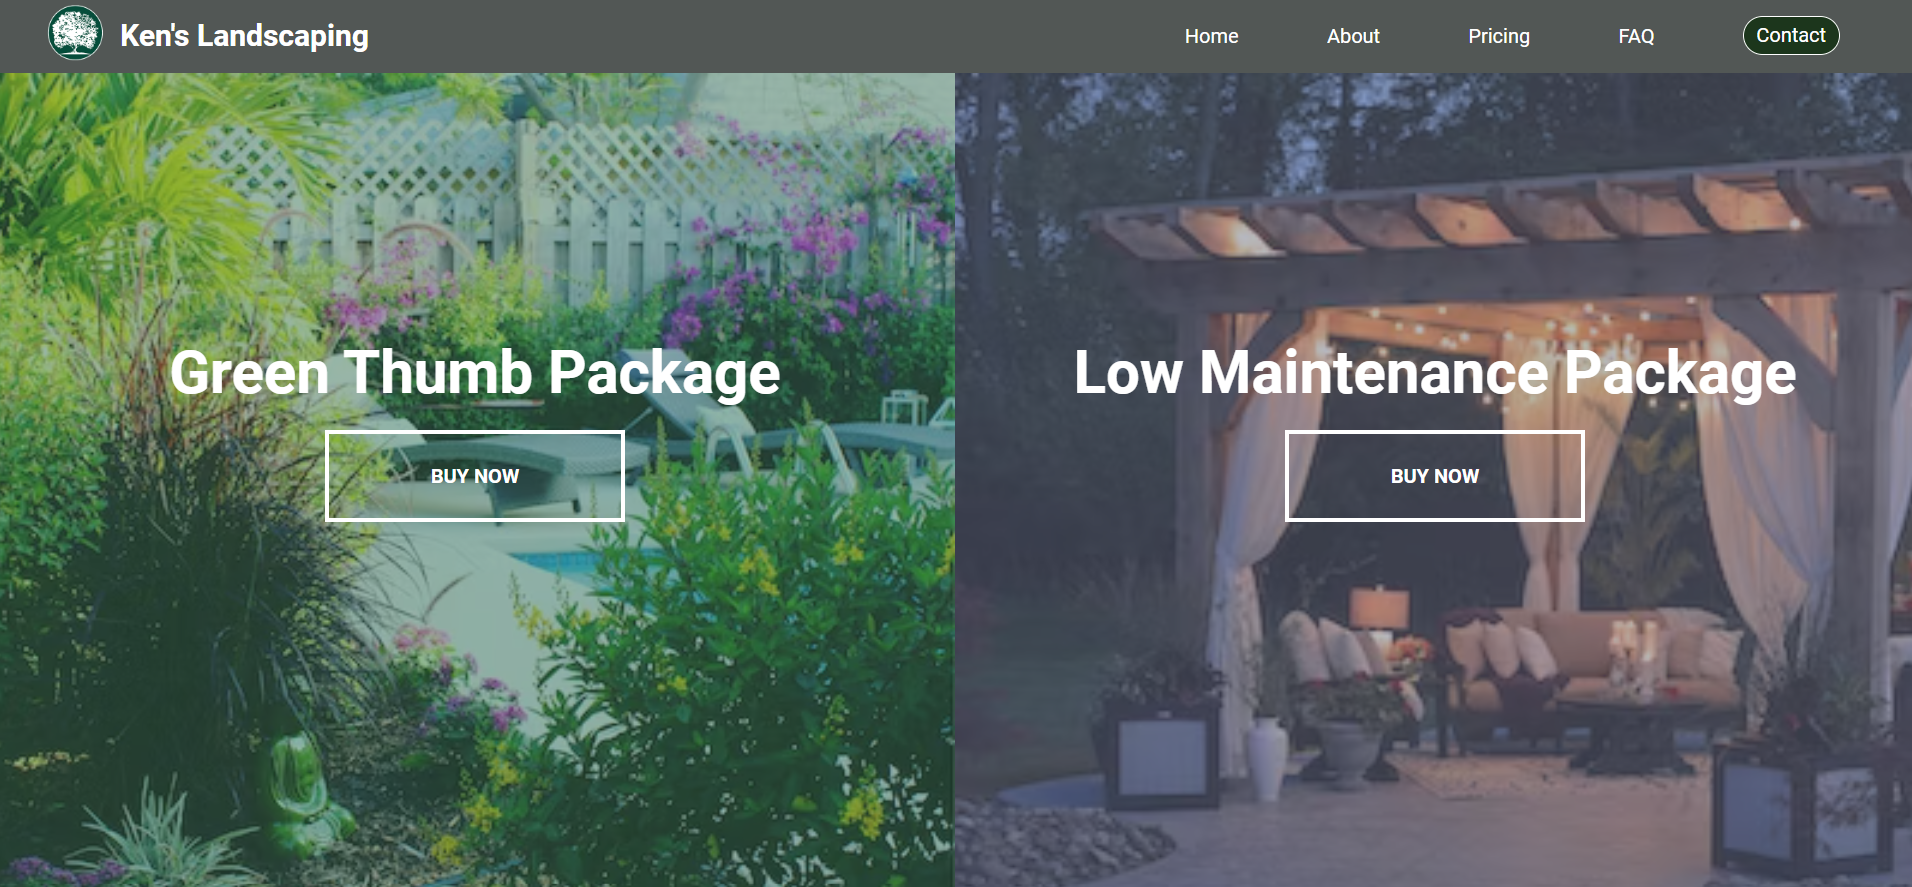 Ken's Landscaping
Home
About
Pricing
FAQ
Contact
Green Thumb Package
BUY NOW
Low Maintenance Package
BUY NOW